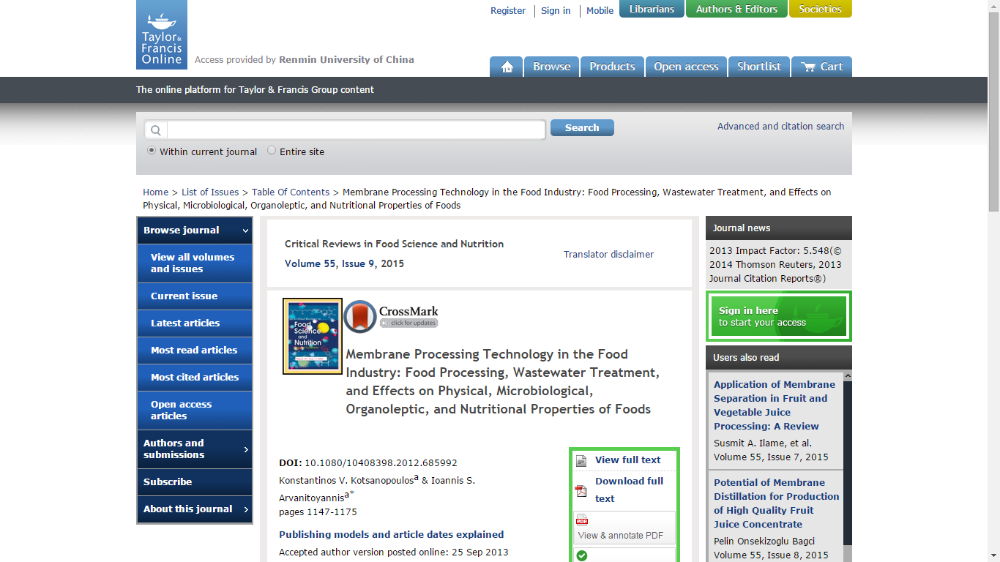 Register
Sign in
Mobile
Librarians
Authors & Editors
Societies
Taylor &
Francis
Online
Access provided by Renmin University of China
Browse
Products
Open access
Shortlist
Cart
The online platform for Taylor & Francis Group content
Search
Advanced and citation search
Within current journal
Entire site
Home > List of Issues > Table Of Contents > Membrane Processing Technology in the Food Industry: Food Processing, Wastewater Treatment, and Effects on
Physical, Microbiological, Organoleptic, and Nutritional Properties of Foods
Browse journal
View all volumes
and issues
Current issue
Latest articles
Most read articles
Most cited articles
Open access
articles
Authors and
submissions
Subscribe
About this journal
Critical Reviews in Food Science and Nutrition
Volume 55, Issue 9, 2015
Translator disclaimer
Food
Science
and
Nutrition
CrossMark
click for updates
Membrane Processing Technology in the Food
Industry: Food Processing, Wastewater Treatment,
and Effects on Physical, Microbiological,
Organoleptic, and Nutritional Properties of Foods
DOI: 10.1080/10408398.2012.685992
Konstantinos V. Kotsanopoulosa & Ioannis S.
Arvanitoyannisa*
pages 1147-1175
Publishing models and article dates explained
Accepted author version posted online: 25 Sep 2013
View full text
Download full
text
PDF
View & annotate PDF
Journal news
2013 Impact Factor: 5.548(©
2014 Thomson Reuters, 2013
Journal Citation Reports®)
Sign in here
to start your access
Users also read
Application of Membrane
Separation in Fruit and
Vegetable Juice
Processing: A Review
Susmit A. Ilame, et al.
Volume 55, Issue 7, 2015
Potential of Membrane
Distillation for Production
of High Quality Fruit
Juice Concentrate
Pelin Onsekizoglu Bagci
Volume 55, Issue 8, 2015